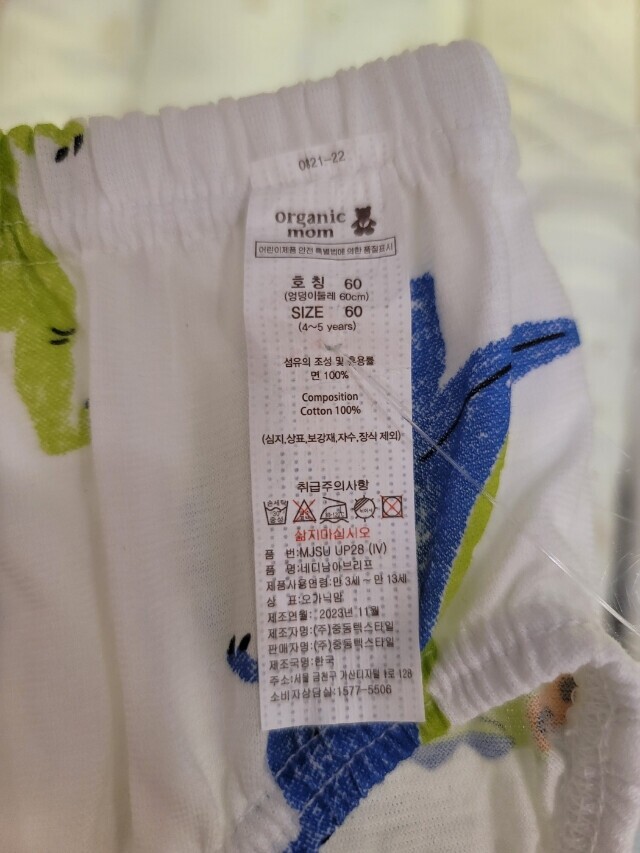 21-22
organic
mom
어린이제품 안전 특별법에 의한 품질표시
호 칭 60
(엉덩이둘레 60cm)
SIZE 60
(4~5 years)
섬유의 조성 및 혼용률
면 100%
Composition
Cotton 100%
(심지,상표,보강재,자수,장식 제외)
취급주의사항
삶지마십시오
품 번:MJSU UP28 (IV)
품 명:네디남아브리프
제품사용연령:만 3세 ~ 만 13세
상 표:오가닉맘
제조연월: 2023년 11월
제조자명:(주)중동텍스타일
판매자명:(주)중동텍스타일
제조국명:한국
주소:서울 금천구 가산디지털 로 128
소비자상담실:1577-5506